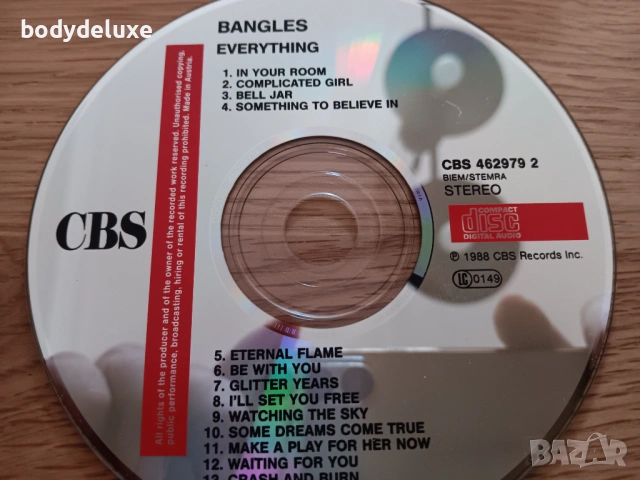 bodydeluxe
BANGLES
EVERYTHING
1. IN YOUR ROOM
2. COMPLICATED GIRL
3. BELL JAR
4. SOMETHING TO BELIEVE IN
All rights of the producer and of the owner of the recorded work reserved. Unauthorised copying,
public performance, broadcasting, hiring or rental of this recording prohibited. Made in Austria.
CBS
CBS 462979 2
BIEM/STEMRA
STEREO
COMPACT
disc
DIGITAL AUDIO
℗ 1988 CBS Records Inc.
LC 0149
5. ETERNAL FLAME
6. BE WITH YOU
7. GLITTER YEARS
8. I'LL SET YOU FREE
9. WATCHING THE SKY
10. SOME DREAMS COME TRUE
11. MAKE A PLAY FOR HER NOW
12. WAITING FOR YOU
13. CRASH AND BURN
BAZAR